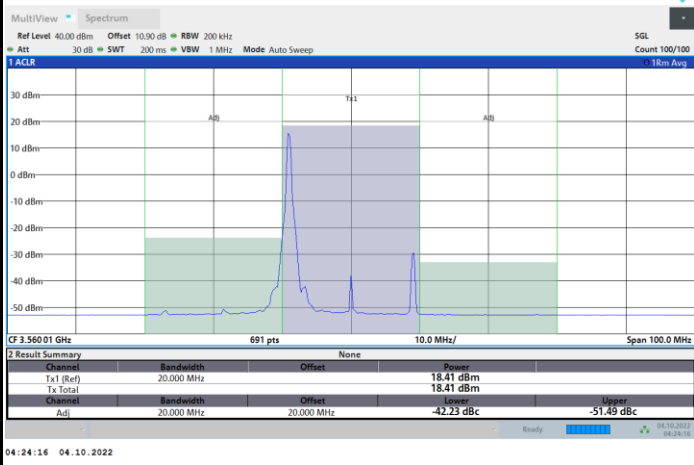 MultiView Spectrum
Ref Level 40.00 dBm Offset 10.90 dB RBW 200 kHz SGL
Att 30 dB SWT 200 ms VBW 1 MHz Mode Auto Sweep Count 100/100
1 ACLR 1Rm Avg
30 dBm
Tx1
20 dBm Adj Adj
10 dBm
0 dBm
-10 dBm
-20 dBm
-30 dBm
-40 dBm
-50 dBm
CF 3.56001 GHz 691 pts 10.0 MHz/ Span 100.0 MHz
2 Result Summary None
Channel Bandwidth Offset Power
Tx1 (Ref) 20.000 MHz 18.41 dBm
Tx Total 18.41 dBm
Channel Bandwidth Offset Lower Upper
Adj 20.000 MHz 20.000 MHz -42.23 dBc -51.49 dBc
Ready 04.10.2022
04:24:16
04:24:16 04.10.2022